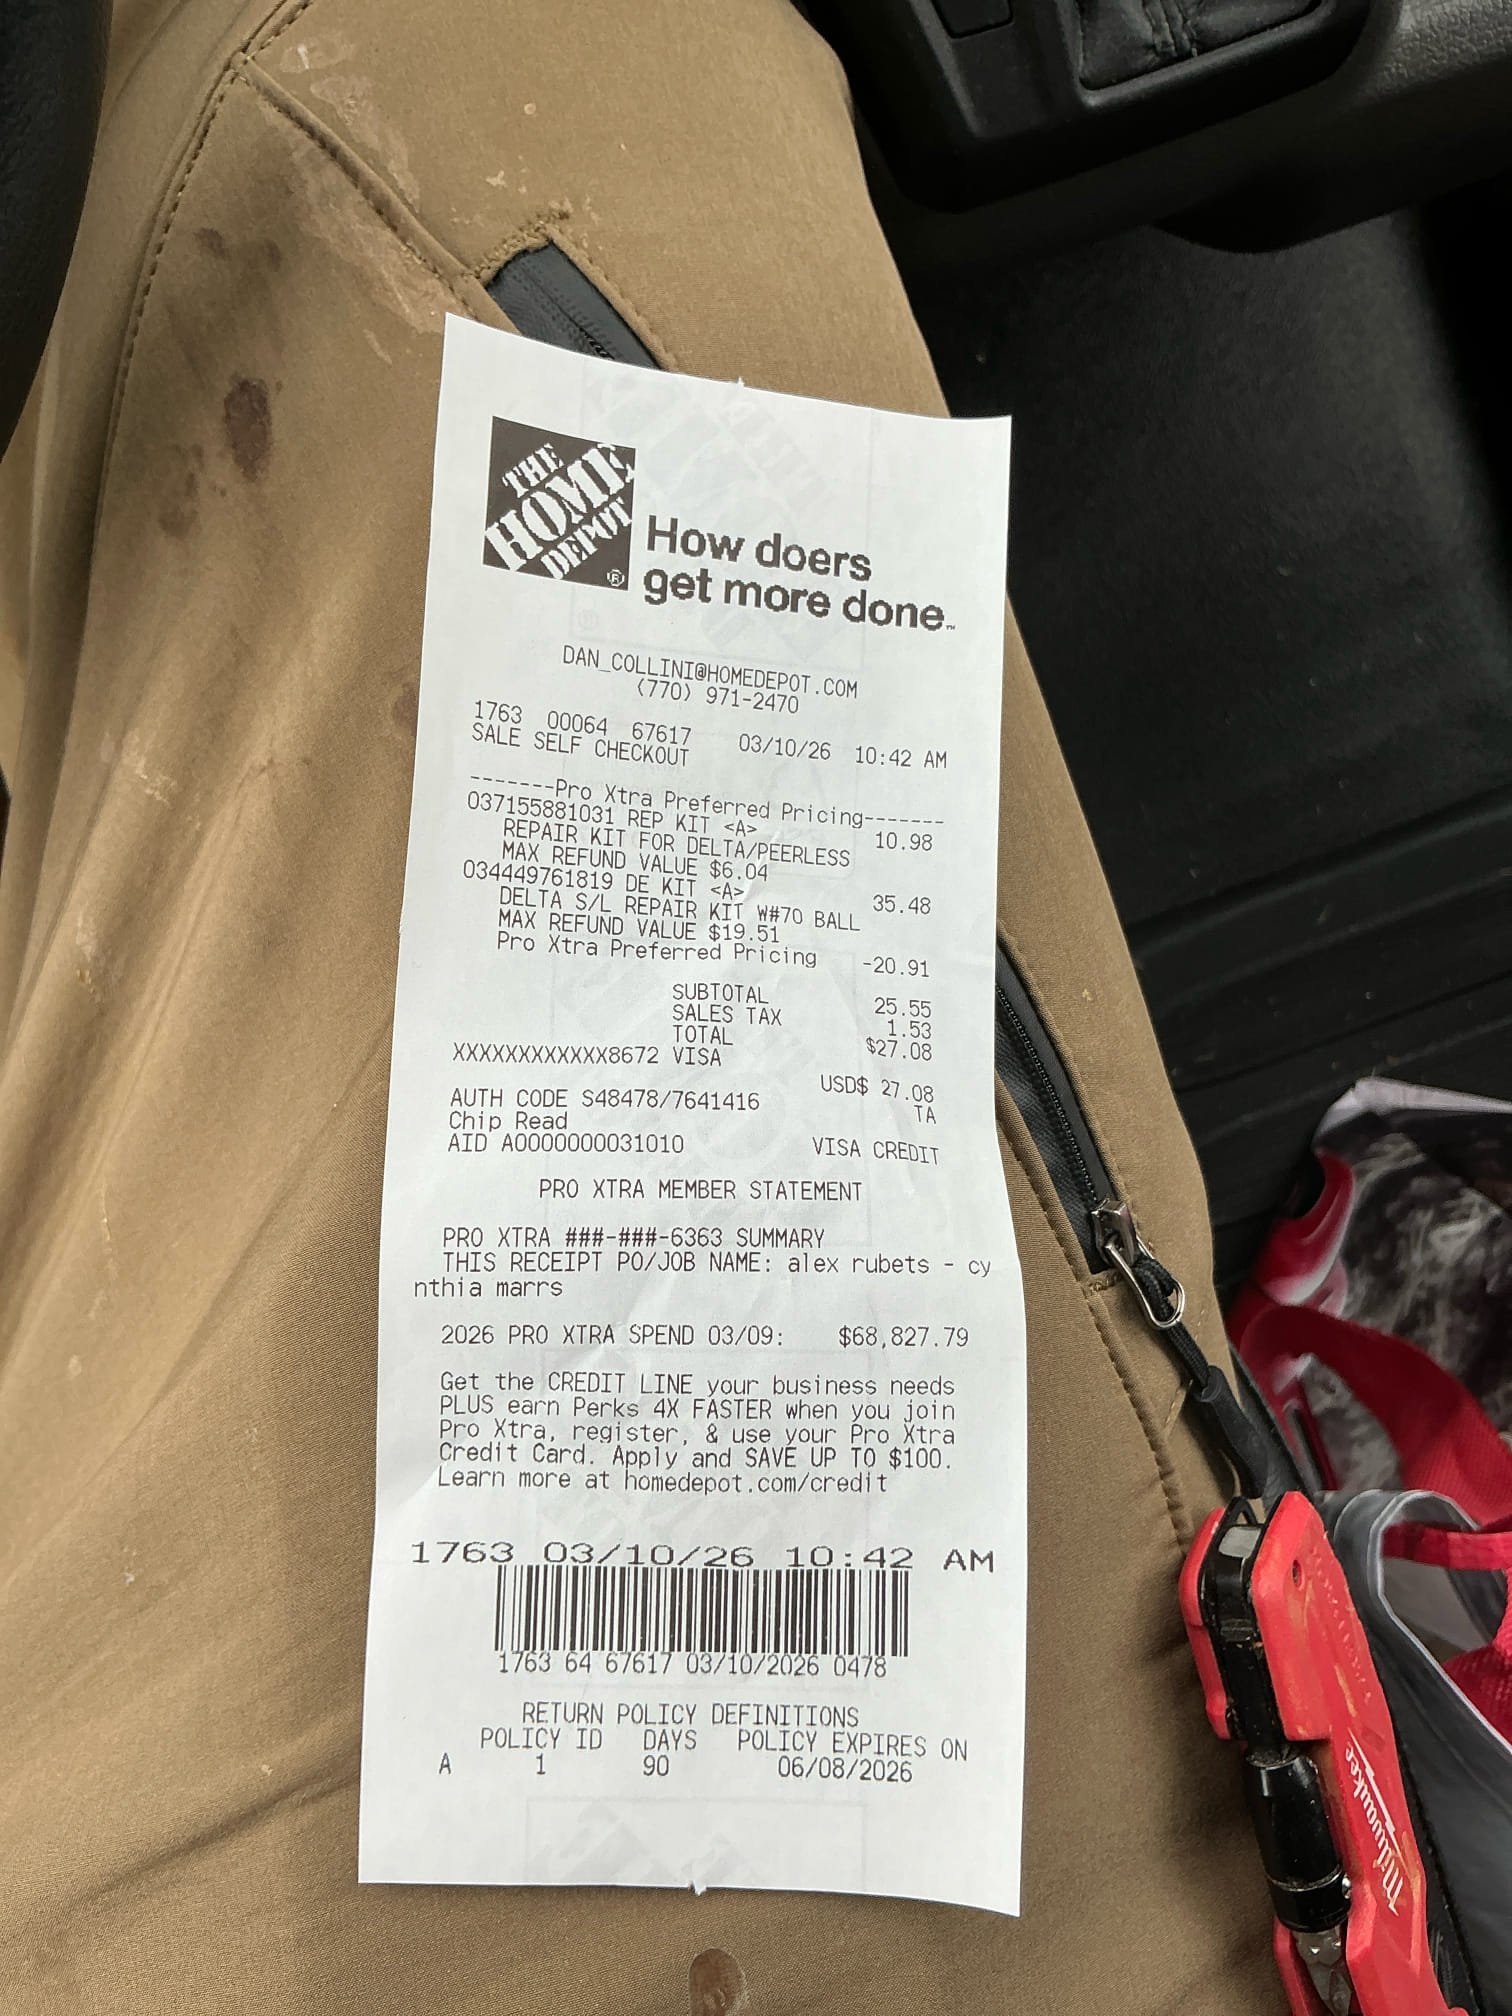 THE
HOME
DEPOT
®
How doers
get more done.™
DAN_COLLINI@HOMEDEPOT.COM
(770) 971-2470
1763 00064 67617 03/10/26 10:42 AM
SALE SELF CHECKOUT
-------Pro Xtra Preferred Pricing-------
037155881031 REP KIT <A> 10.98
REPAIR KIT FOR DELTA/PEERLESS
MAX REFUND VALUE $6.04
034449761819 DE KIT <A> 35.48
DELTA S/L REPAIR KIT W#70 BALL
MAX REFUND VALUE $19.51
Pro Xtra Preferred Pricing -20.91
SUBTOTAL 25.55
SALES TAX 1.53
TOTAL $27.08
XXXXXXXXXXXX8672 VISA
USD$ 27.08
AUTH CODE S48478/7641416 TA
Chip Read
AID A0000000031010 VISA CREDIT
PRO XTRA MEMBER STATEMENT
PRO XTRA ###-###-6363 SUMMARY
THIS RECEIPT PO/JOB NAME: alex rubets - cy
nthia marrs
2026 PRO XTRA SPEND 03/09: $68,827.79
Get the CREDIT LINE your business needs
PLUS earn Perks 4X FASTER when you join
Pro Xtra, register, & use your Pro Xtra
Credit Card. Apply and SAVE UP TO $100.
Learn more at homedepot.com/credit
1763 03/10/26 10:42 AM
1763 64 67617 03/10/2026 0478
RETURN POLICY DEFINITIONS
POLICY ID DAYS POLICY EXPIRES ON
A 1 90 06/08/2026
Milwaukee